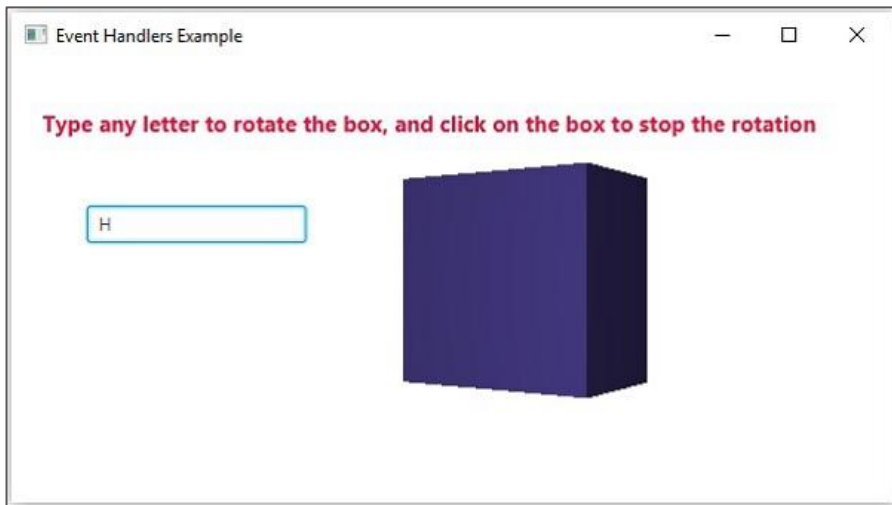 Event Handlers Example
Type any letter to rotate the box, and click on the box to stop the rotation
H